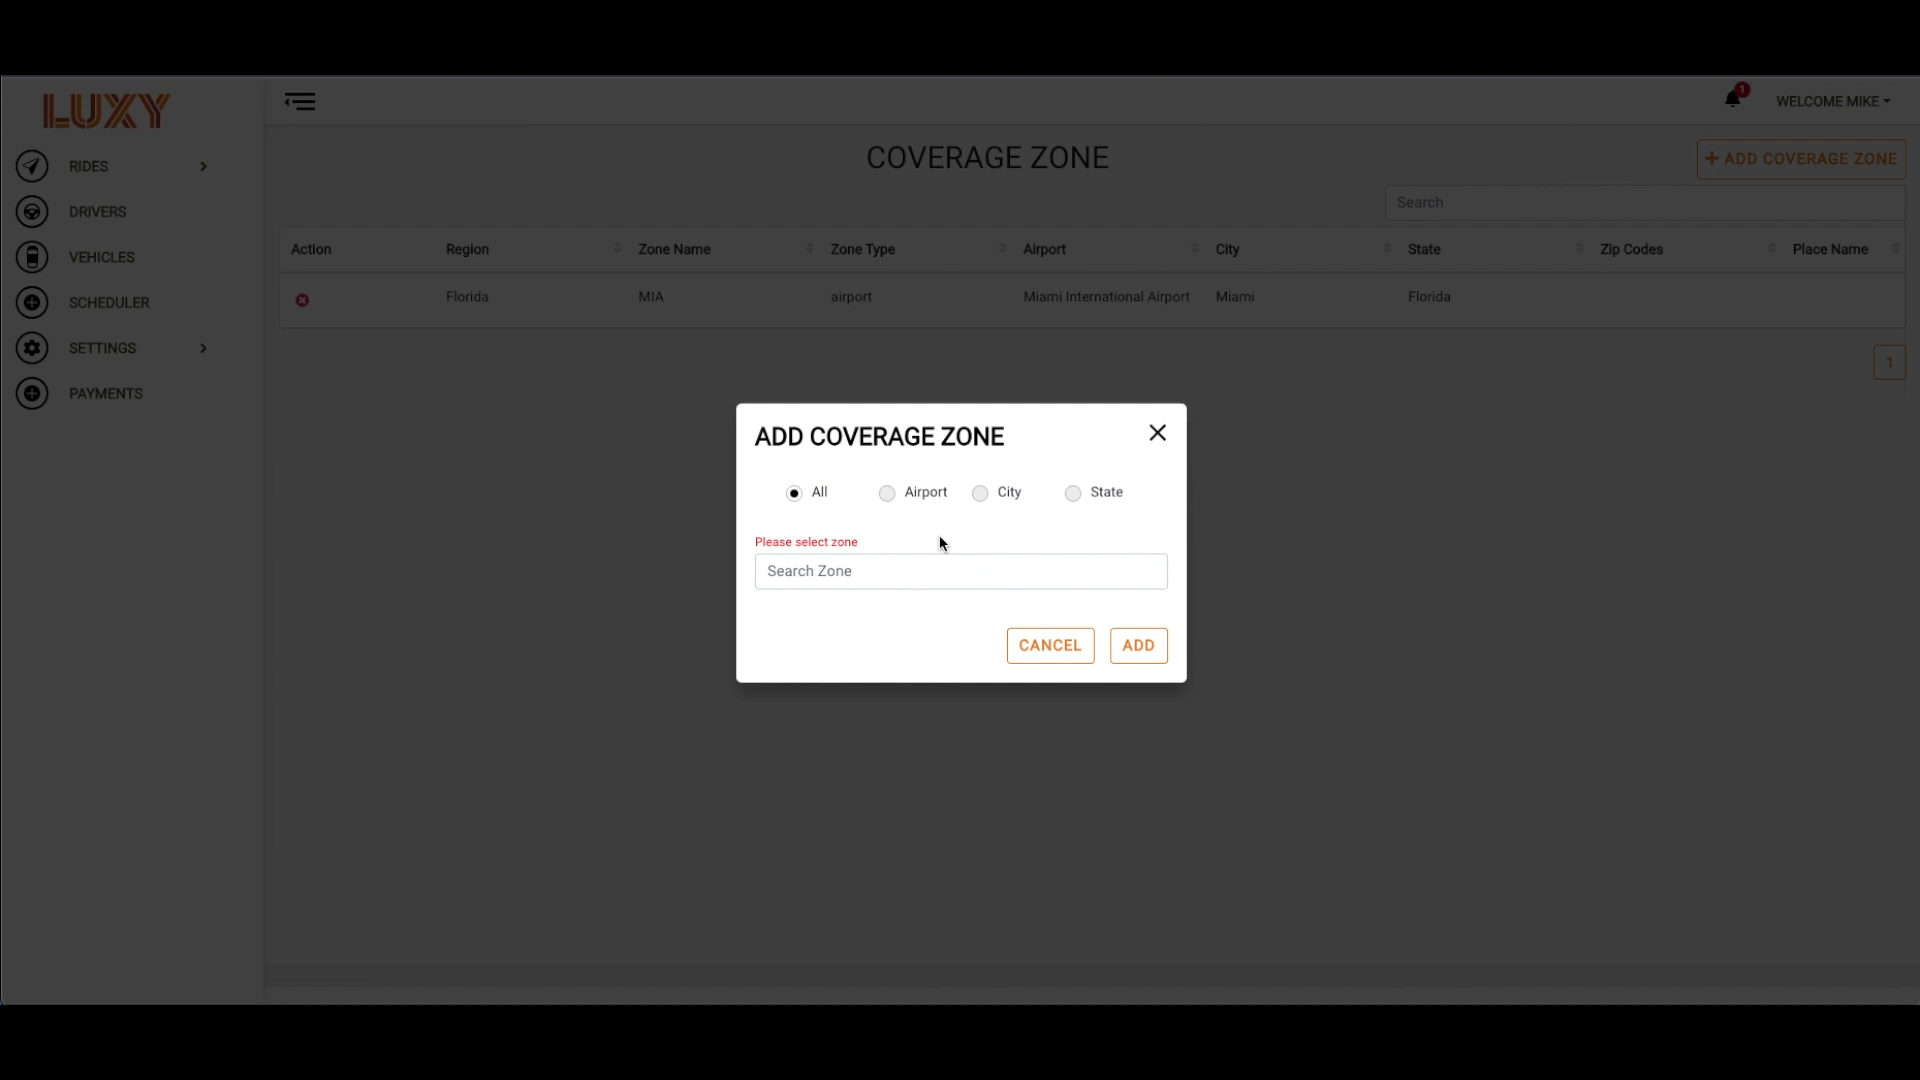 LUXY
1
WELCOME MIKE
RIDES
DRIVERS
VEHICLES
SCHEDULER
SETTINGS
PAYMENTS
COVERAGE ZONE
+ ADD COVERAGE ZONE
Search
Action Region Zone Name Zone Type Airport City State Zip Codes Place Name
Florida MIA airport Miami International Airport Miami Florida
1
ADD COVERAGE ZONE
All Airport City State
Please select zone
Search Zone
CANCEL ADD